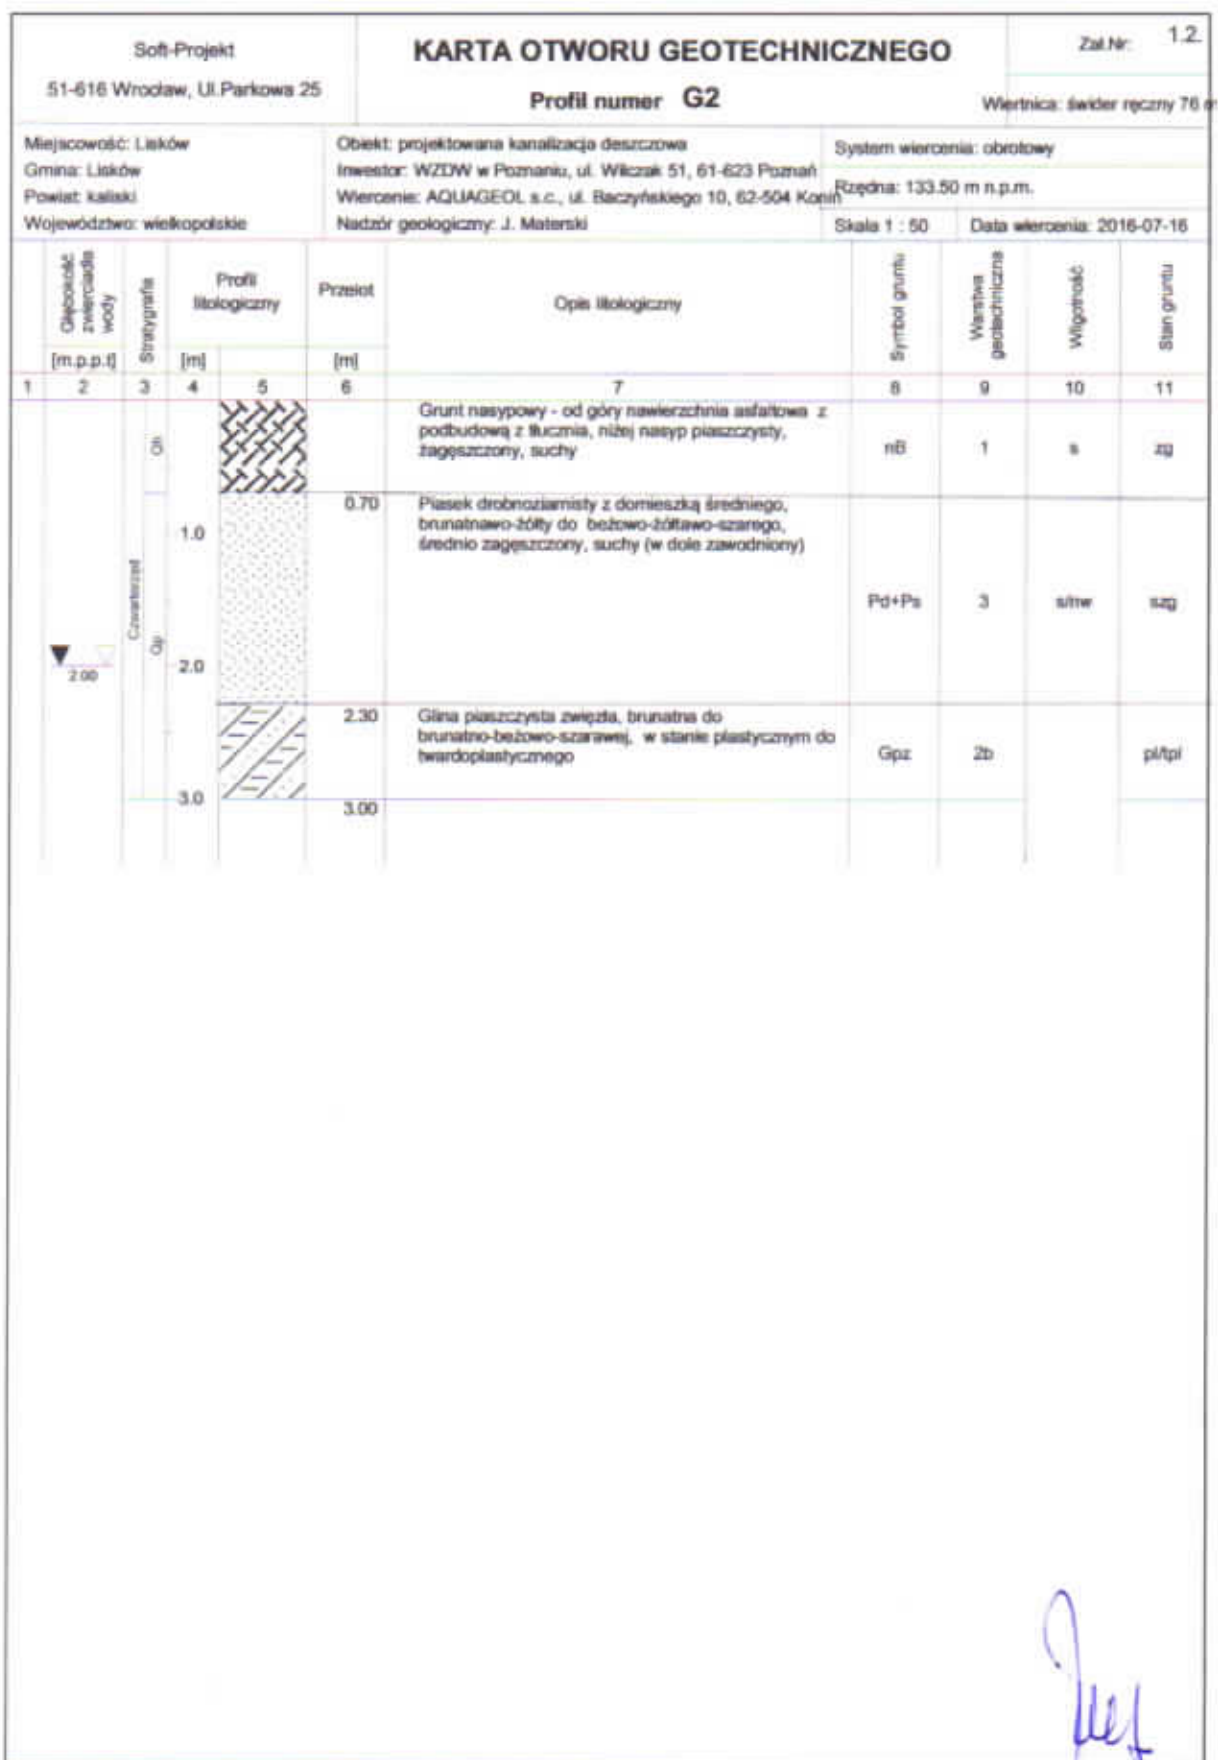 Soft-Projekt
51-616 Wrocław, Ul.Parkowa 25
KARTA OTWORU GEOTECHNICZNEGO
Profil numer G2
Zał.Nr: 1.2.
Wiertnica: świder ręczny 76
Miejscowość: Lisków
Gmina: Lisków
Powiat: kaliski
Województwo: wielkopolskie
Obiekt: projektowana kanalizacja deszczowa
Inwestor: WZDW w Poznaniu, ul. Wilczak 51, 61-623 Poznań
Wiercenie: AQUAGEOL s.c., ul. Baczyńskiego 10, 62-504 Konin
Nadzór geologiczny: J. Materski
System wiercenia: obrotowy
Rzędna: 133.50 m n.p.m.
Skala 1 : 50
Data wiercenia: 2016-07-16
Głębokość
zwierciadła
wody
[m.p.p.t]
Stratygrafia
Profil
litologiczny
[m]
Przelot
[m]
Opis litologiczny
Symbol gruntu
Warstwa
geotechniczna
Wilgotność
Stan gruntu
1 2 3 4 5 6 7 8 9 10 11
Qh
Grunt nasypowy - od góry nawierzchnia asfaltowa z
podbudową z tłucznia, niżej nasyp piaszczysty,
zagęszczony, suchy
nB 1 s zg
0.70
Piasek drobnoziarnisty z domieszką średniego,
brunatnawo-żółty do beżowo-żółtawo-szarego,
średnio zagęszczony, suchy (w dole zawodniony)
1.0
Czwartorzęd
Qp
Pd+Ps 3 s/nw szg
2.00
2.0
2.30
Glina piaszczysta zwięzła, brunatna do
brunatno-beżowo-szarawej, w stanie plastycznym do
twardoplastycznego
Gpz 2b pl/tpl
3.0
3.00